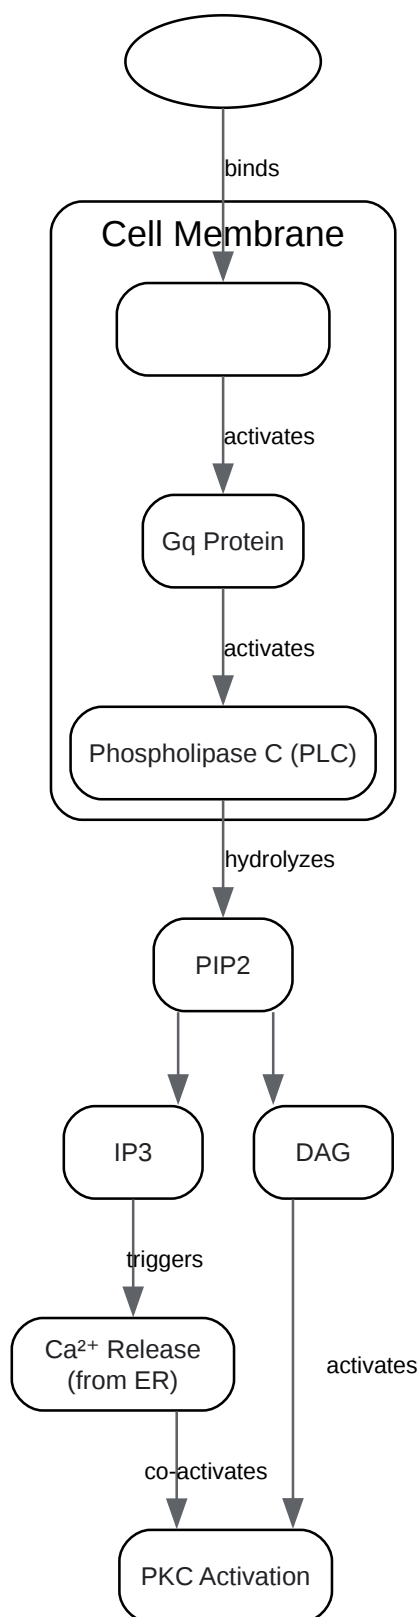 binds
Cell Membrane
activates
Gq Protein
activates
Phospholipase C (PLC)
hydrolyzes
PIP2
IP3
DAG
triggers
Ca²⁺ Release
(from ER)
activates
co-activates
PKC Activation